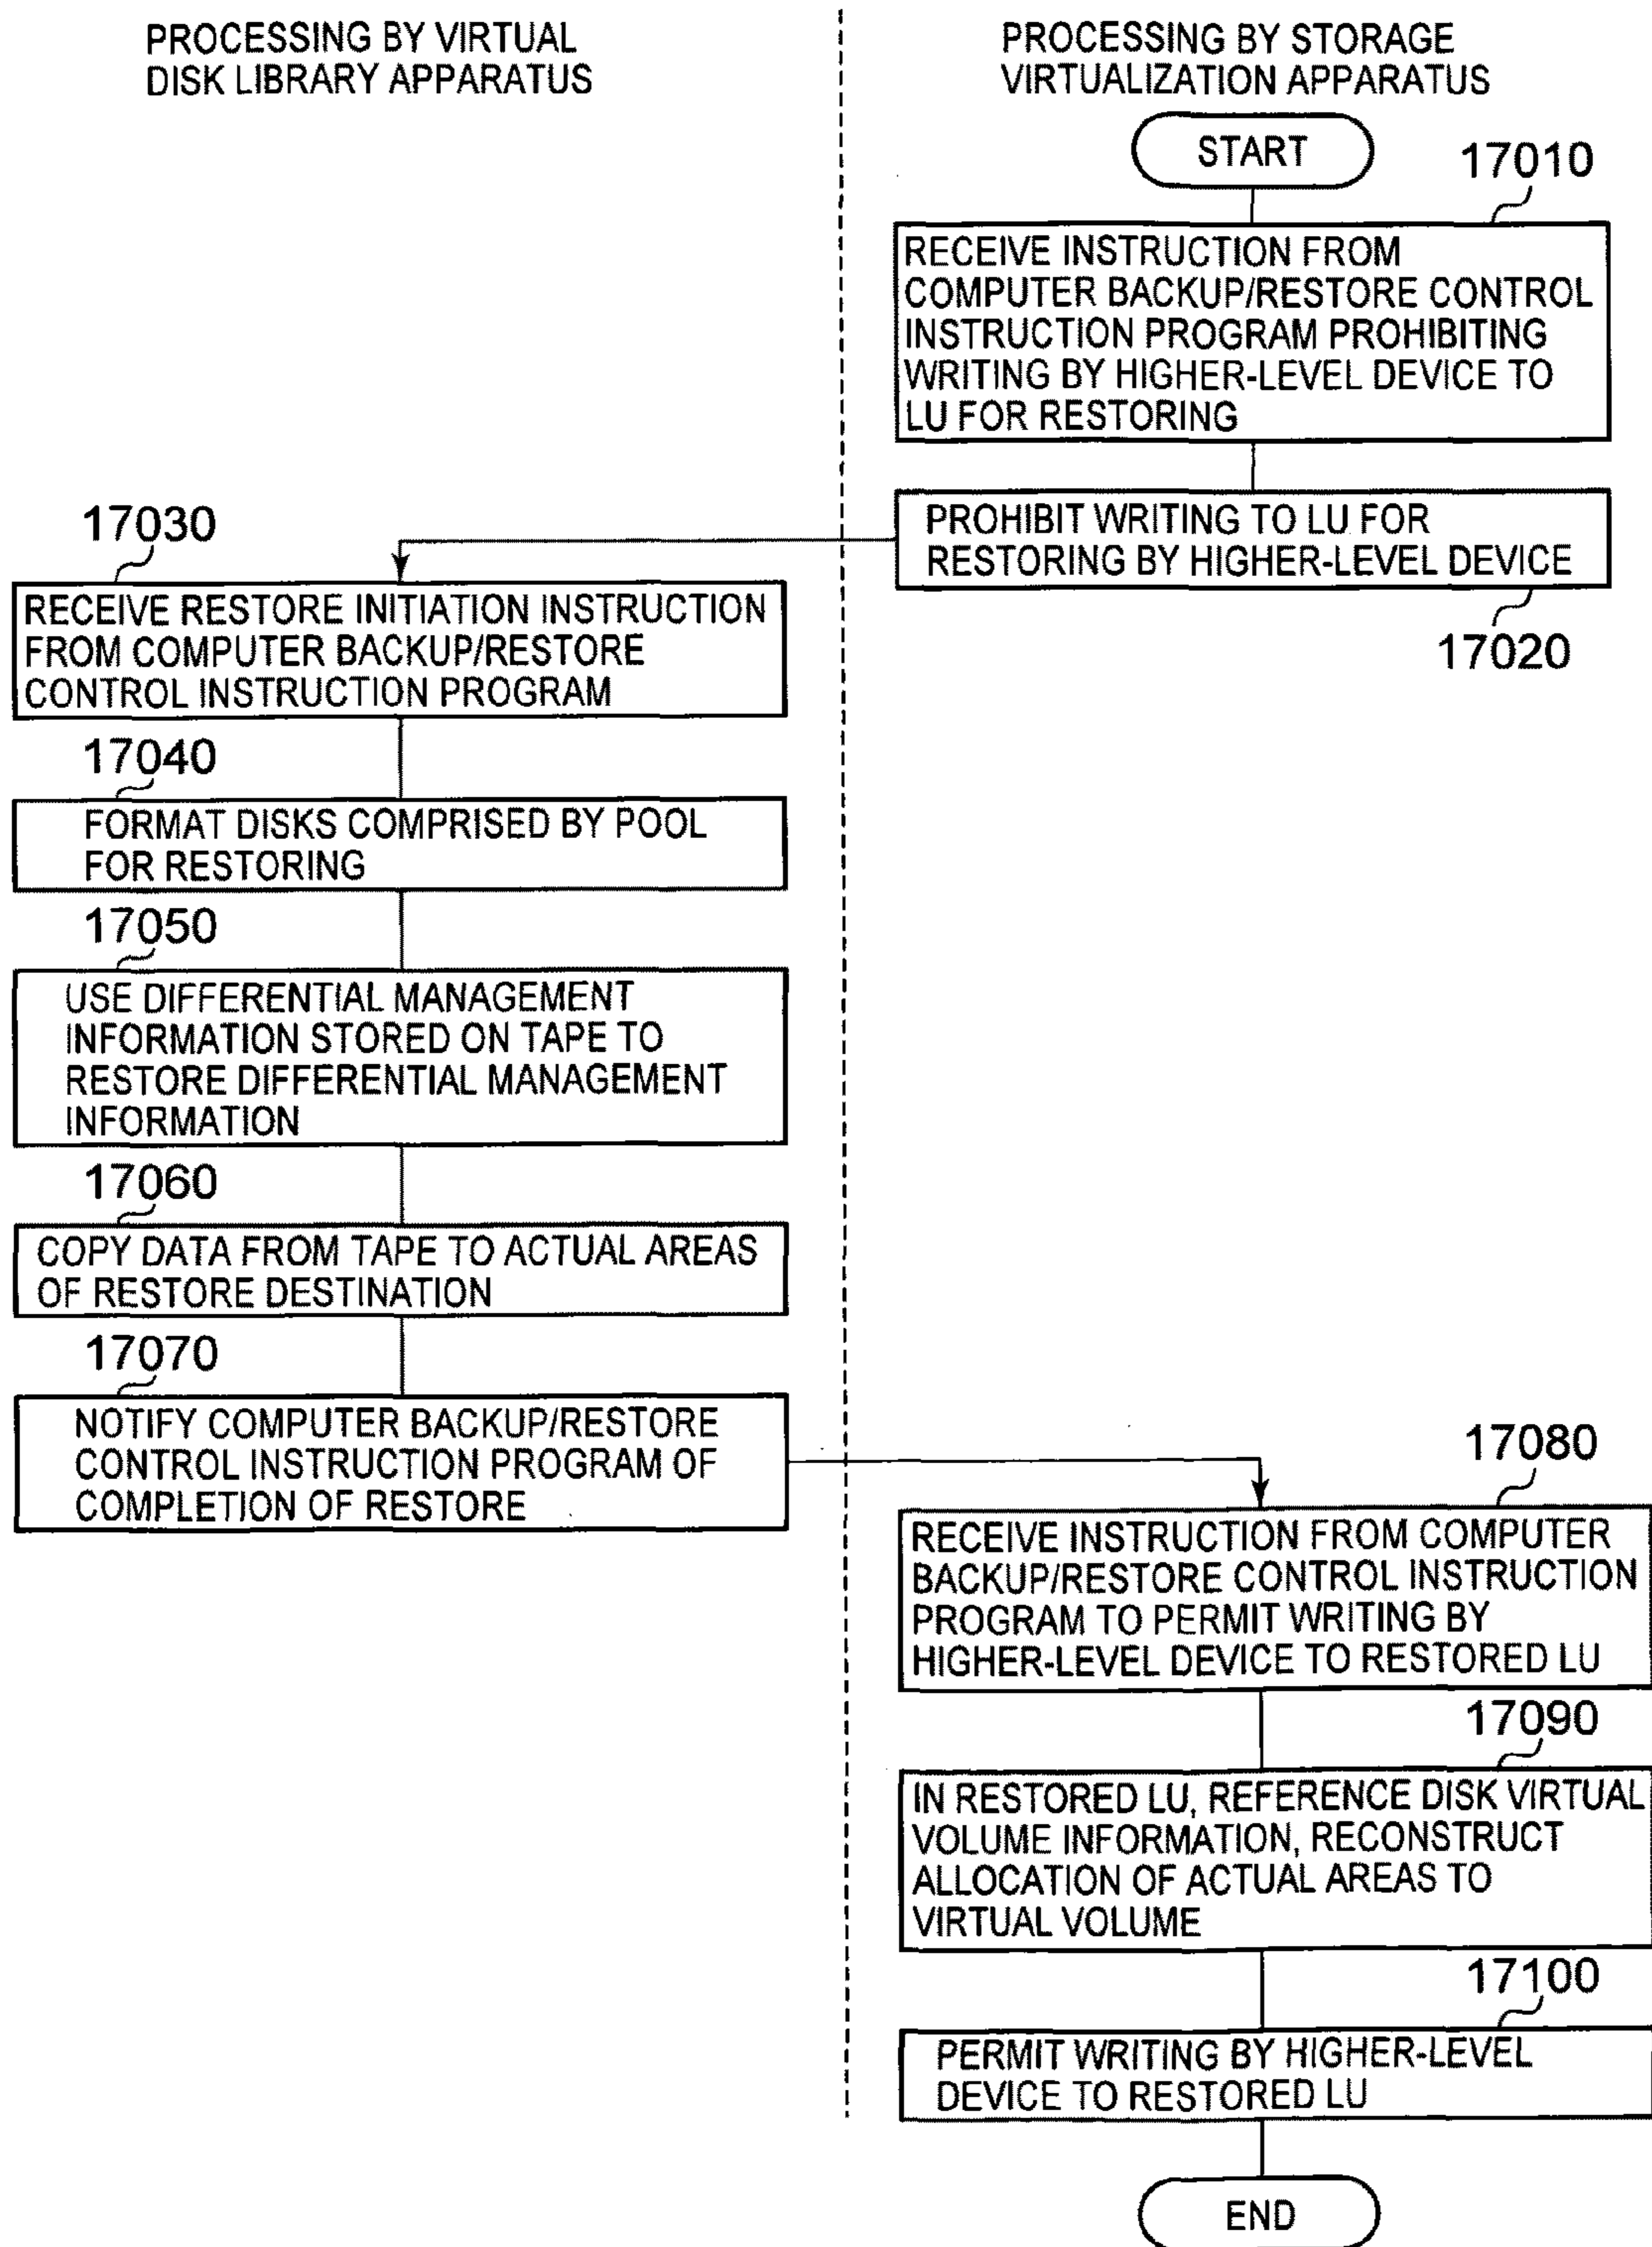 PROCESSING BY VIRTUAL
DISK LIBRARY APPARATUS
PROCESSING BY STORAGE
VIRTUALIZATION APPARATUS
START
17010
RECEIVE INSTRUCTION FROM
COMPUTER BACKUP/RESTORE CONTROL
INSTRUCTION PROGRAM PROHIBITING
WRITING BY HIGHER-LEVEL DEVICE TO
LU FOR RESTORING
PROHIBIT WRITING TO LU FOR
RESTORING BY HIGHER-LEVEL DEVICE
17020
17030
RECEIVE RESTORE INITIATION INSTRUCTION
FROM COMPUTER BACKUP/RESTORE
CONTROL INSTRUCTION PROGRAM
17040
FORMAT DISKS COMPRISED BY POOL
FOR RESTORING
17050
USE DIFFERENTIAL MANAGEMENT
INFORMATION STORED ON TAPE TO
RESTORE DIFFERENTIAL MANAGEMENT
INFORMATION
17060
COPY DATA FROM TAPE TO ACTUAL AREAS
OF RESTORE DESTINATION
17070
NOTIFY COMPUTER BACKUP/RESTORE
CONTROL INSTRUCTION PROGRAM OF
COMPLETION OF RESTORE
17080
RECEIVE INSTRUCTION FROM COMPUTER
BACKUP/RESTORE CONTROL INSTRUCTION
PROGRAM TO PERMIT WRITING BY
HIGHER-LEVEL DEVICE TO RESTORED LU
17090
IN RESTORED LU, REFERENCE DISK VIRTUAL
VOLUME INFORMATION, RECONSTRUCT
ALLOCATION OF ACTUAL AREAS TO
VIRTUAL VOLUME
17100
PERMIT WRITING BY HIGHER-LEVEL
DEVICE TO RESTORED LU
END